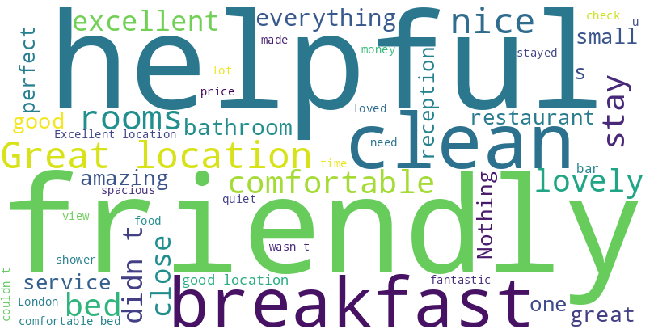 excellent
everything
nice
check
u
small
helpful
made
money
stayed
perfect
lot
price
reception
s
stay
good
rooms
loved
restaurant
Excellent location
bathroom
clean
need
Great location
time
bar
amazing
comfortable
lovely
spacious
quiet
Nothing
friendly
view
food
didn t
close
wasn t
shower
service
good location
fantastic
couldn t
London
bed
breakfast
one
great
comfortable bed